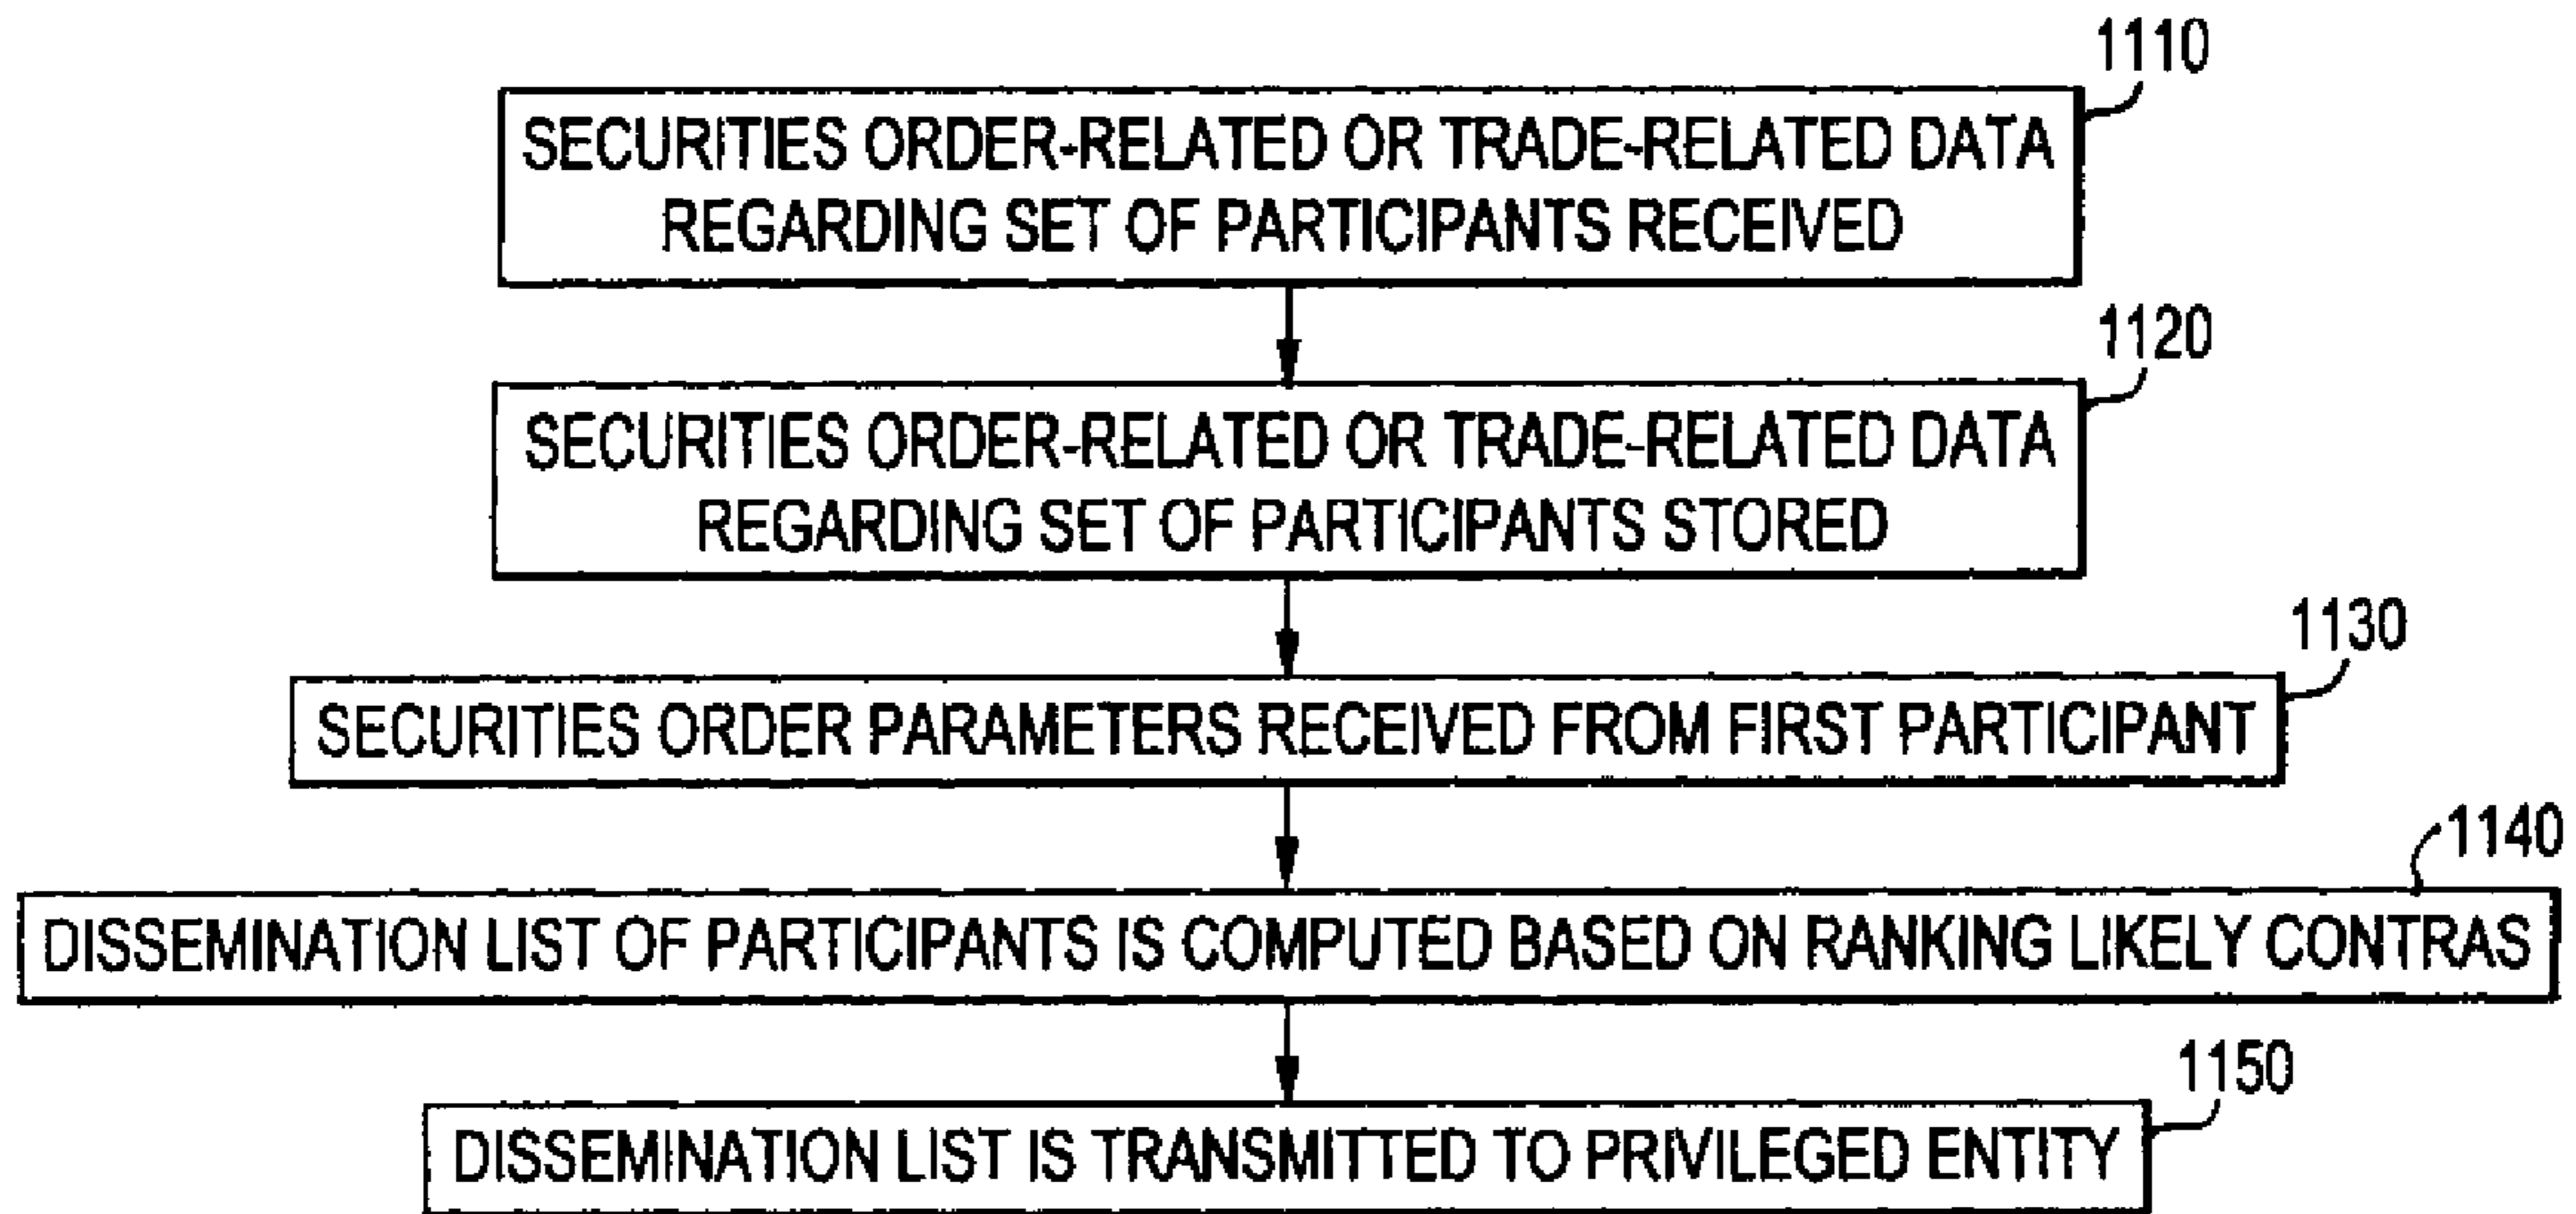 1110
SECURITIES ORDER-RELATED OR TRADE-RELATED DATA
REGARDING SET OF PARTICIPANTS RECEIVED
1120
SECURITIES ORDER-RELATED OR TRADE-RELATED DATA
REGARDING SET OF PARTICIPANTS STORED
1130
SECURITIES ORDER PARAMETERS RECEIVED FROM FIRST PARTICIPANT
1140
DISSEMINATION LIST OF PARTICIPANTS IS COMPUTED BASED ON RANKING LIKELY CONTRAS
1150
DISSEMINATION LIST IS TRANSMITTED TO PRIVILEGED ENTITY